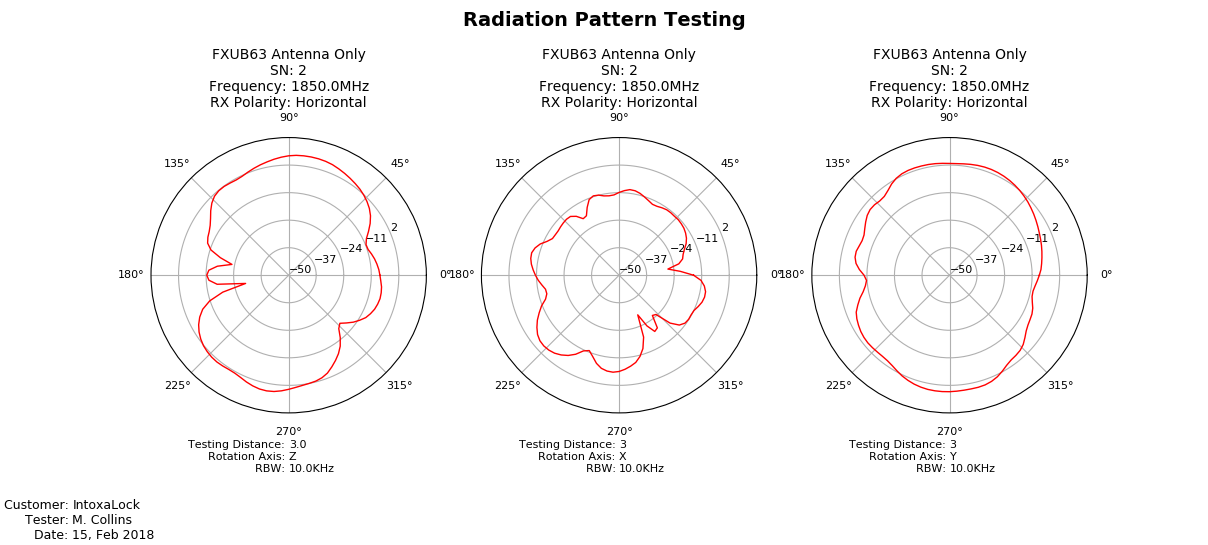 Radiation Pattern Testing
FXUB63 Antenna Only
SN: 2
Frequency: 1850.0MHz
RX Polarity: Horizontal
90°
135°
45°
180°
0°
225°
315°
270°
2
−11
−24
−37
−50
Testing Distance: 3.0
Rotation Axis: Z
RBW: 10.0KHz
FXUB63 Antenna Only
SN: 2
Frequency: 1850.0MHz
RX Polarity: Horizontal
90°
135°
45°
180°
0°
225°
315°
270°
2
−11
−24
−37
−50
Testing Distance: 3
Rotation Axis: X
RBW: 10.0KHz
FXUB63 Antenna Only
SN: 2
Frequency: 1850.0MHz
RX Polarity: Horizontal
90°
135°
45°
180°
0°
225°
315°
270°
2
−11
−24
−37
−50
Testing Distance: 3
Rotation Axis: Y
RBW: 10.0KHz
Customer: IntoxaLock
Tester: M. Collins
Date: 15, Feb 2018